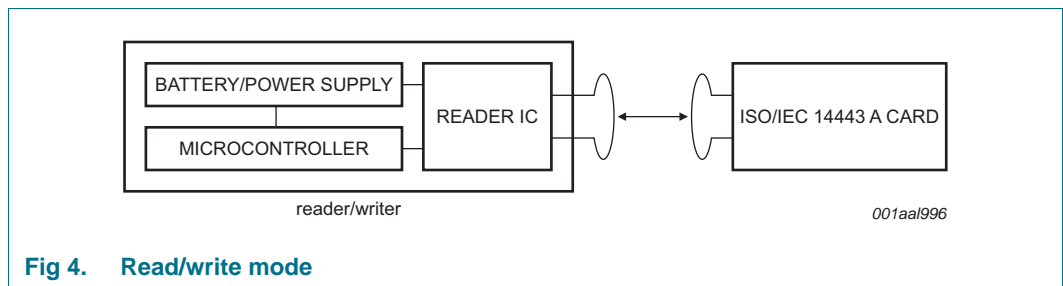 BATTERY/POWER SUPPLY
MICROCONTROLLER
READER IC
ISO/IEC 14443 A CARD
reader/writer
001aal996
Fig 4. Read/write mode